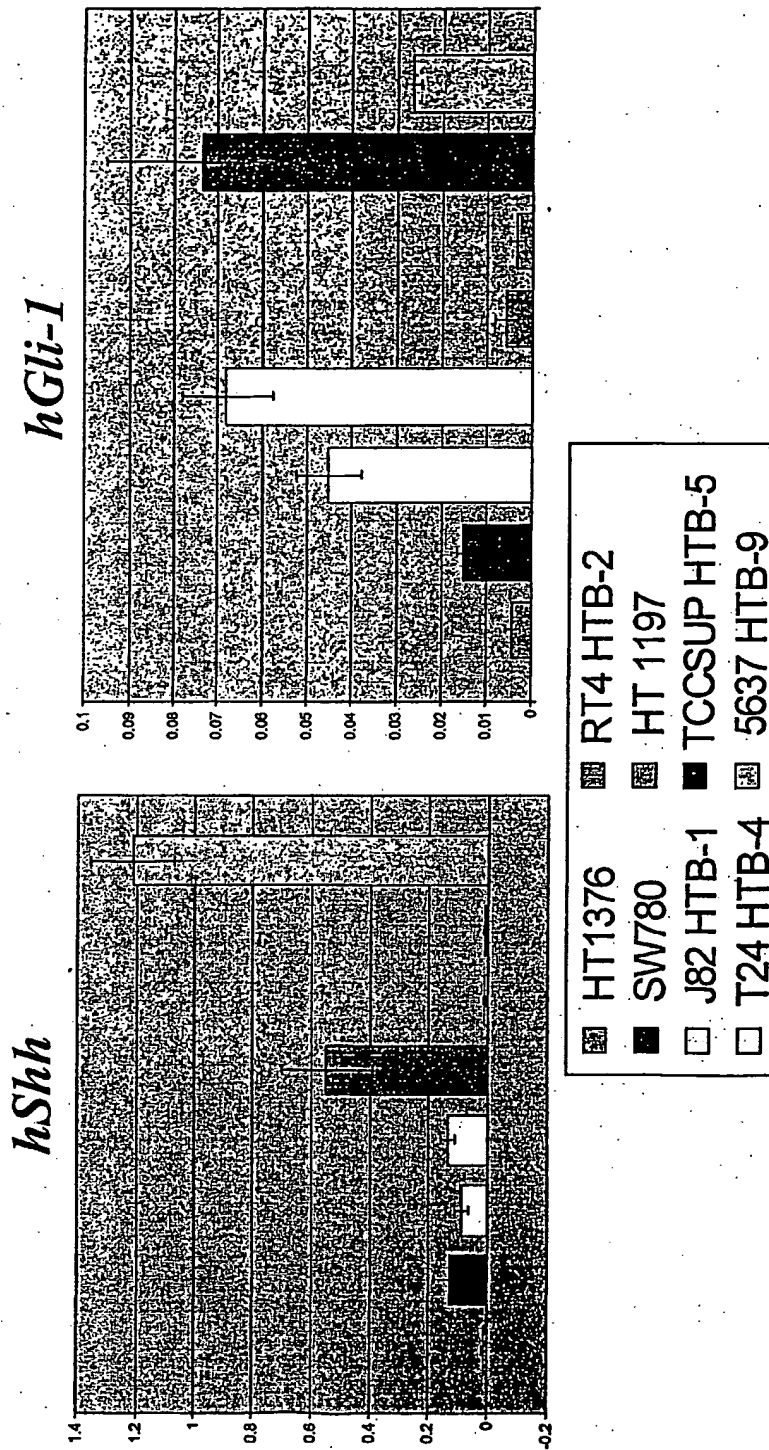 hShh
1.4
1.2
1
0.8
0.6
0.4
0.2
0
-0.2
hGli-1
0.1
0.09
0.08
0.07
0.06
0.05
0.04
0.03
0.02
0.01
0
HT1376
RT4 HTB-2
SW780
HT 1197
J82 HTB-1
TCCSUP HTB-5
T24 HTB-4
5637 HTB-9